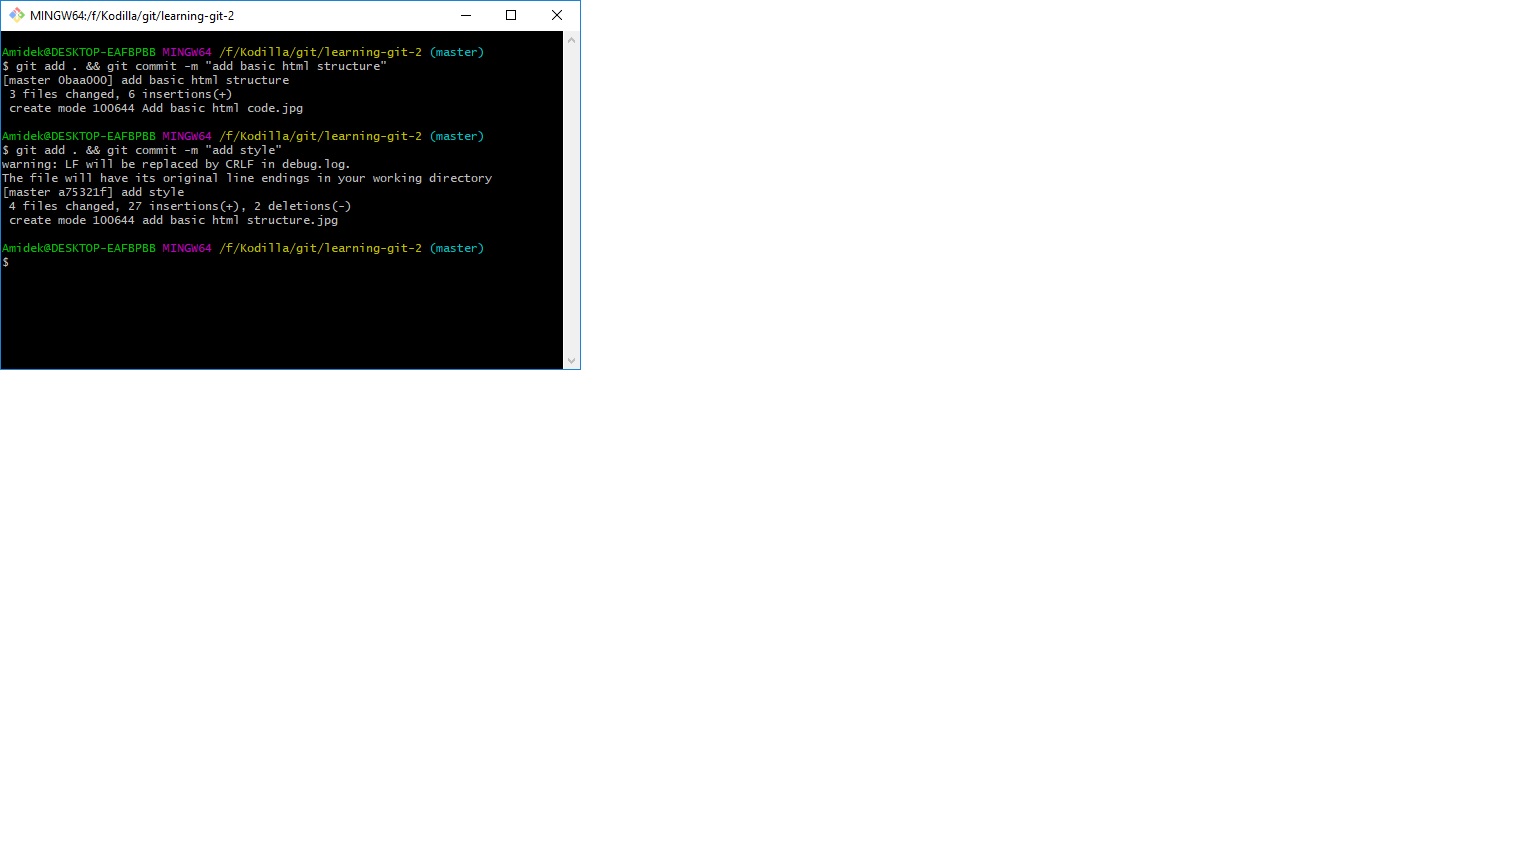 MINGW64:/f/Kodilla/git/learning-git-2
Amidek@DESKTOP-EAFBPBB MINGW64 /f/Kodilla/git/learning-git-2 (master)
$ git add . && git commit -m "add basic html structure"
[master 0baa000] add basic html structure
 3 files changed, 6 insertions(+)
 create mode 100644 Add basic html code.jpg
Amidek@DESKTOP-EAFBPBB MINGW64 /f/Kodilla/git/learning-git-2 (master)
$ git add . && git commit -m "add style"
warning: LF will be replaced by CRLF in debug.log.
The file will have its original line endings in your working directory
[master a75321f] add style
 4 files changed, 27 insertions(+), 2 deletions(-)
 create mode 100644 add basic html structure.jpg
Amidek@DESKTOP-EAFBPBB MINGW64 /f/Kodilla/git/learning-git-2 (master)
$